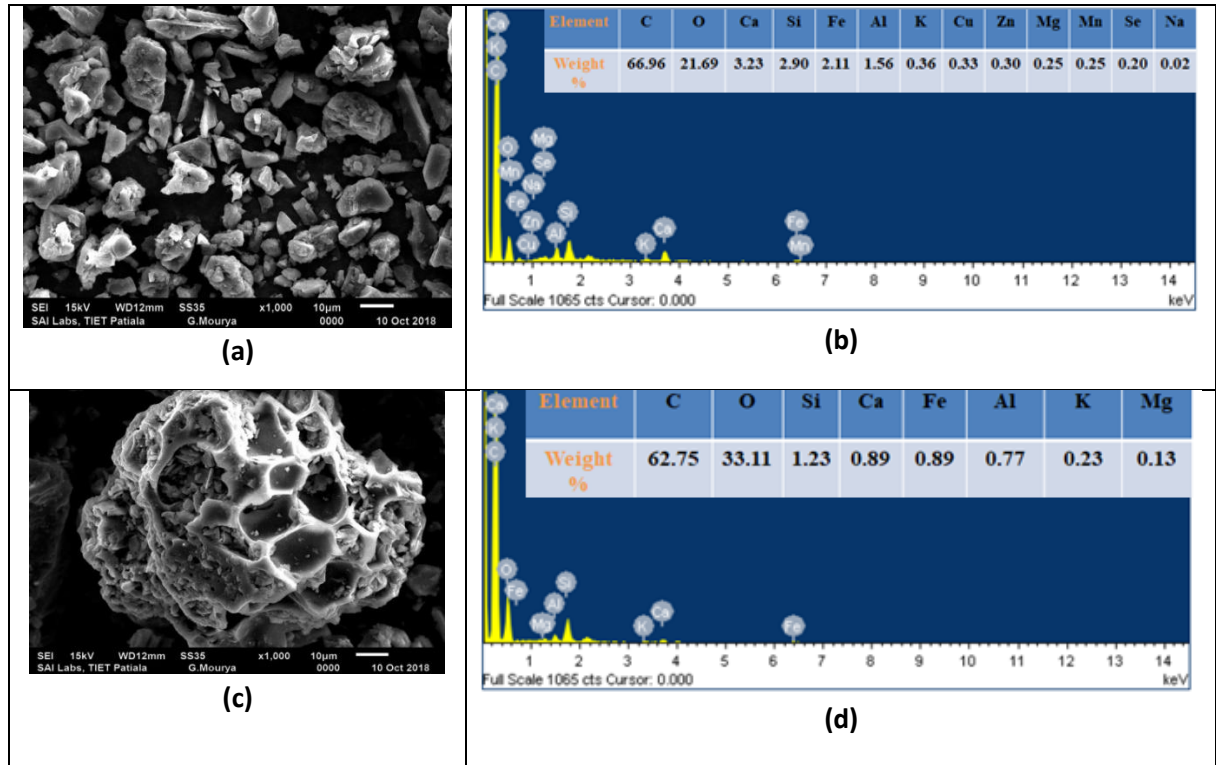 SEI 15kV WD12mm SS35 x1,000 10µm
SAI Labs, TIET Patiala G.Mourya 0000 10 Oct 2018
(a)
Element C O Ca Si Fe Al K Cu Zn Mg Mn Se Na
Weight 66.96 21.69 3.23 2.90 2.11 1.56 0.36 0.33 0.30 0.25 0.25 0.20 0.02
%
Ca
K
C
O
Mn
Fe
Mg
Se
Na
Zn
Cu
Al
Si
K
Ca
Fe
Mn
1 2 3 4 5 6 7 8 9 10 11 12 13 14
Full Scale 1065 cts Cursor: 0.000 keV
(b)
SEI 15kV WD12mm SS35 x1,000 10µm
SAI Labs, TIET Patiala G.Mourya 0000 10 Oct 2018
(c)
Element C O Si Ca Fe Al K Mg
Weight 62.75 33.11 1.23 0.89 0.89 0.77 0.23 0.13
%
Ca
K
C
O
Fe
Mg
Al
Si
K
Ca
Fe
1 2 3 4 5 6 7 8 9 10 11 12 13 14
Full Scale 1065 cts Cursor: 0.000 keV
(d)